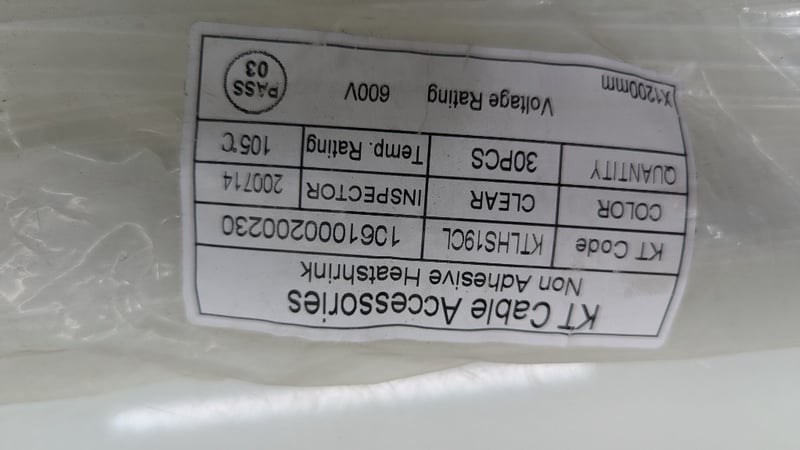 KT Cable Accessories
Non Adhesive Heatshrink
KT Code KTLHS19CL 1061000200230
COLOR CLEAR INSPECTOR 200714
QUANTITY 30PCS Temp. Rating 105℃
X1200mm Voltage Rating 600V PASS 03